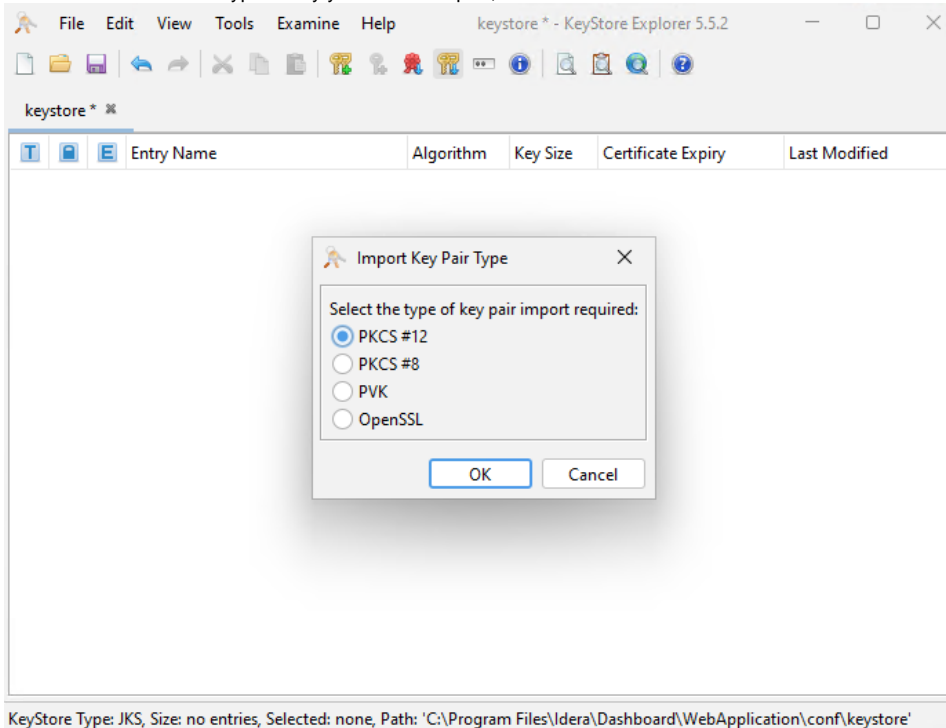 File Edit View Tools Examine Help keystore * - KeyStore Explorer 5.5.2
keystore *
T E Entry Name Algorithm Key Size Certificate Expiry Last Modified
Import Key Pair Type
Select the type of key pair import required:
PKCS #12
PKCS #8
PVK
OpenSSL
OK Cancel
KeyStore Type: JKS, Size: no entries, Selected: none, Path: 'C:\Program Files\Idera\Dashboard\WebApplication\conf\keystore'